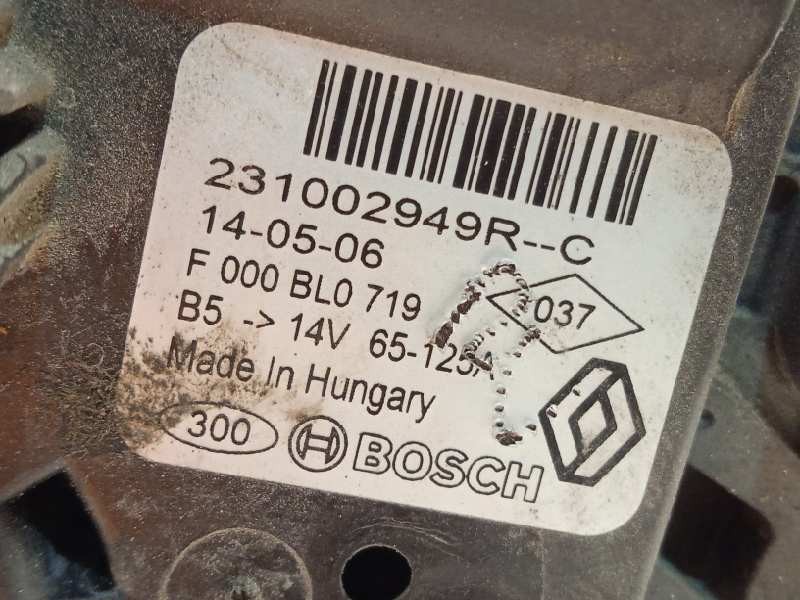 231002949R--C
14-05-06
F 000 BL0 719
037
B5 -> 14V 65-125A
Made In Hungary
300 BOSCH